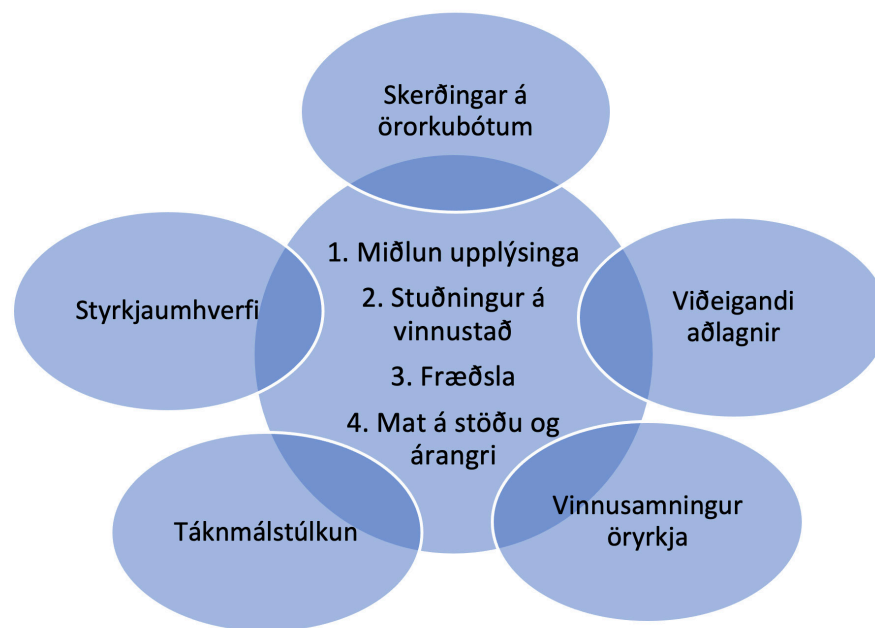 Skerðingar á
örorkubótum
1. Miðlun upplýsinga
2. Stuðningur á
vinnustað
3. Fræðsla
4. Mat á stöðu og
árangri
Styrkjaumhverfi
Viðeigandi
aðlagnir
Táknmálstúlkun
Vinnusamningur
öryrkja